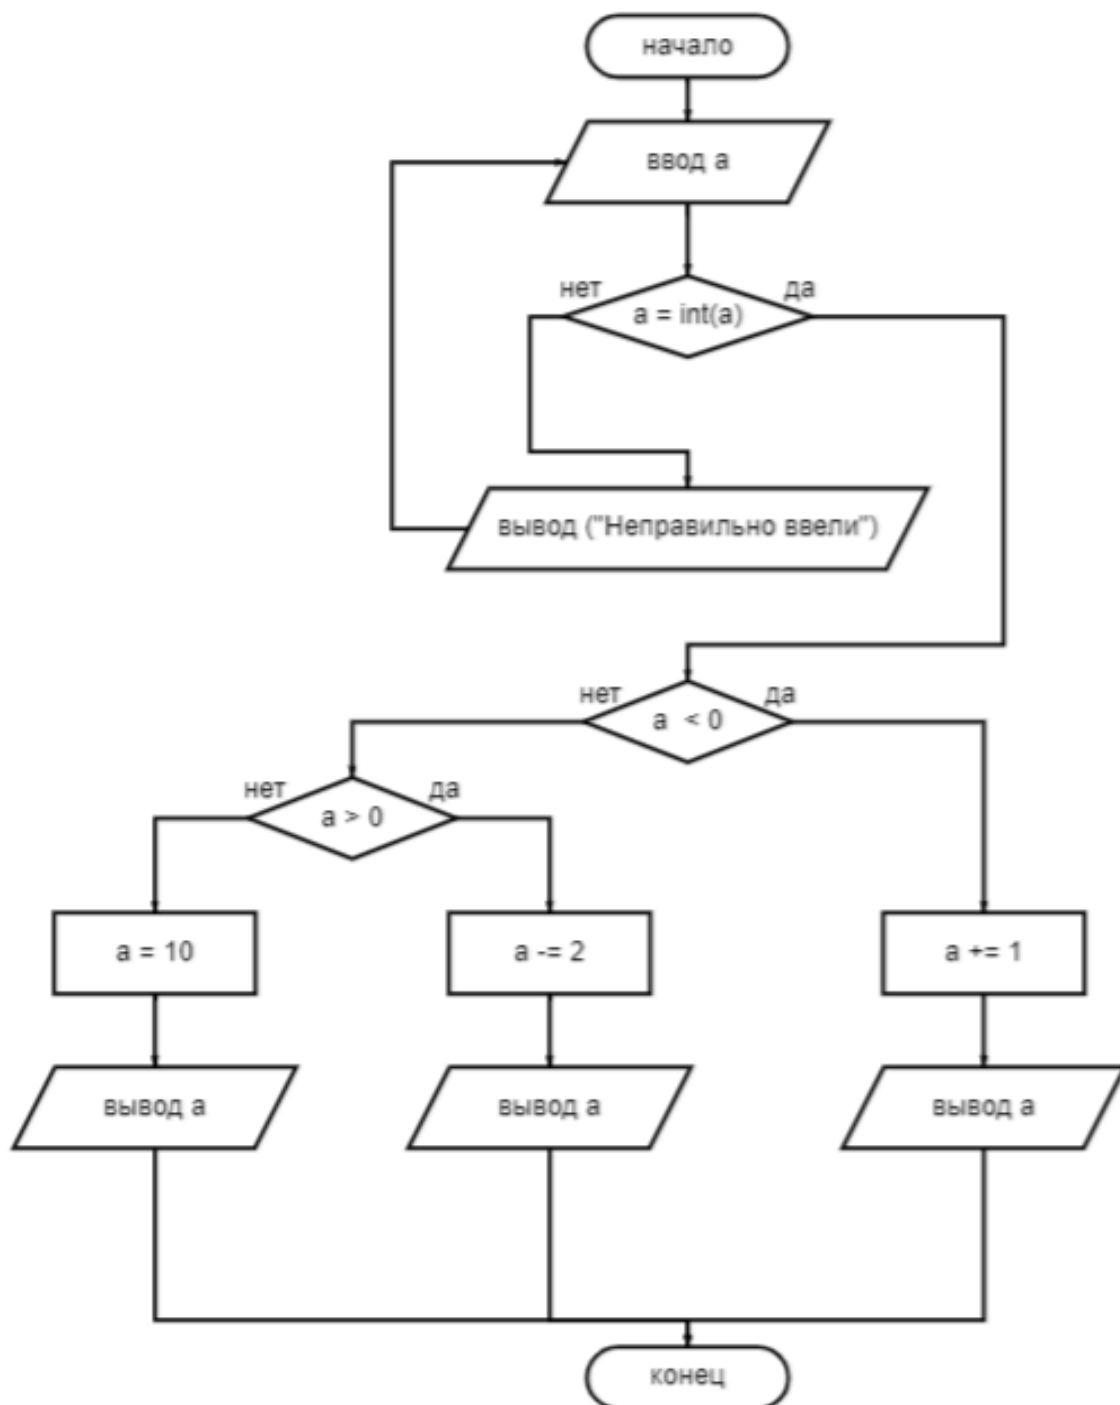 начало
ввод a
нет
да
a = int(a)
вывод ("Неправильно ввели")
нет
да
a < 0
нет
да
a > 0
a = 10
a -= 2
a += 1
вывод a
вывод a
вывод a
конец